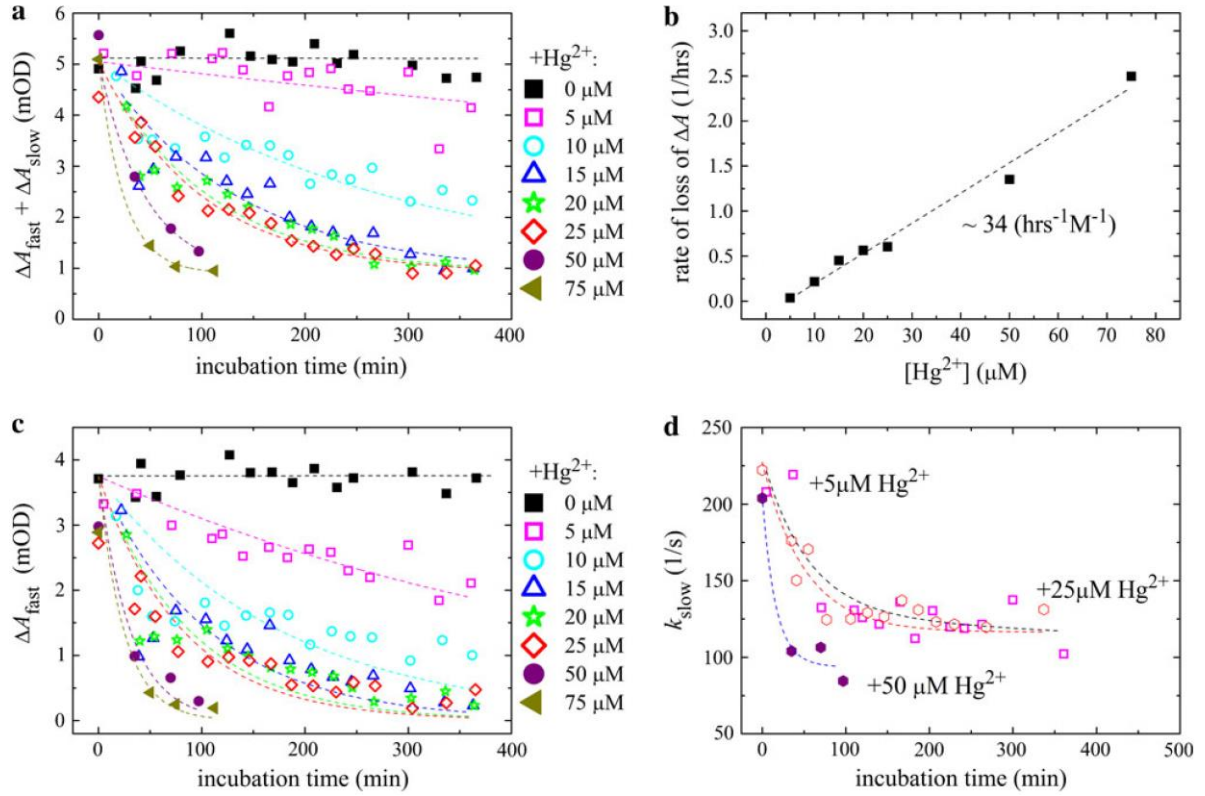 a
ΔA_fast + ΔA_slow (mOD)
6
5
4
3
2
1
0
0 100 200 300 400
incubation time (min)
+Hg²⁺:
0 μM
5 μM
10 μM
15 μM
20 μM
25 μM
50 μM
75 μM
b
rate of loss of ΔA (1/hrs)
3.0
2.5
2.0
1.5
1.0
0.5
0.0
~ 34 (hrs⁻¹M⁻¹)
0 10 20 30 40 50 60 70 80
[Hg²⁺] (μM)
c
ΔA_fast (mOD)
4
3
2
1
0
0 100 200 300 400
incubation time (min)
+Hg²⁺:
0 μM
5 μM
10 μM
15 μM
20 μM
25 μM
50 μM
75 μM
d
k_slow (1/s)
250
200
150
100
50
+5μM Hg²⁺
+25μM Hg²⁺
+50 μM Hg²⁺
0 100 200 300 400 500
incubation time (min)